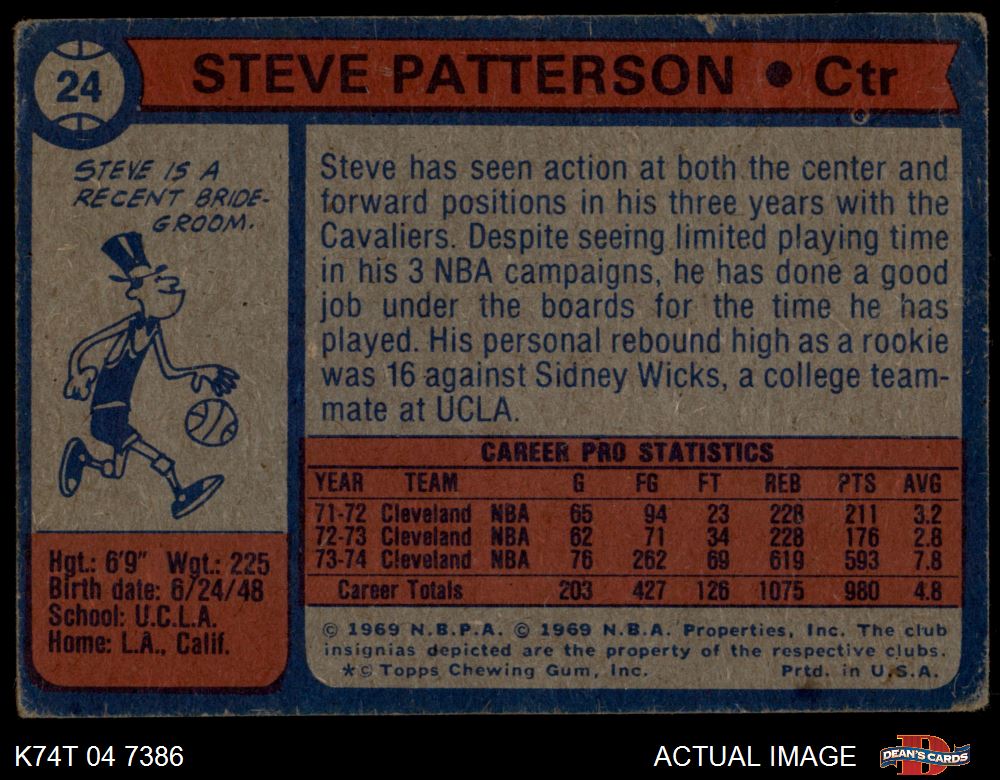 24
STEVE PATTERSON • Ctr
STEVE IS A
RECENT BRIDE-
GROOM.
Steve has seen action at both the center and
forward positions in his three years with the
Cavaliers. Despite seeing limited playing time
in his 3 NBA campaigns, he has done a good
job under the boards for the time he has
played. His personal rebound high as a rookie
was 16 against Sidney Wicks, a college team-
mate at UCLA.
CAREER PRO STATISTICS
YEAR TEAM G FG FT REB PTS AVG
71-72 Cleveland NBA 65 94 23 228 211 3.2
72-73 Cleveland NBA 62 71 34 228 176 2.8
73-74 Cleveland NBA 76 262 69 619 593 7.8
Career Totals 203 427 126 1075 980 4.8
Hgt.: 6'9" Wgt.: 225
Birth date: 6/24/48
School: U.C.L.A.
Home: L.A., Calif.
© 1969 N.B.P.A. © 1969 N.B.A. Properties, Inc. The club
insignias depicted are the property of the respective clubs.
*© Topps Chewing Gum, Inc. Prtd. in U.S.A.
K74T 04 7386
ACTUAL IMAGE
D
DEAN'S CARDS